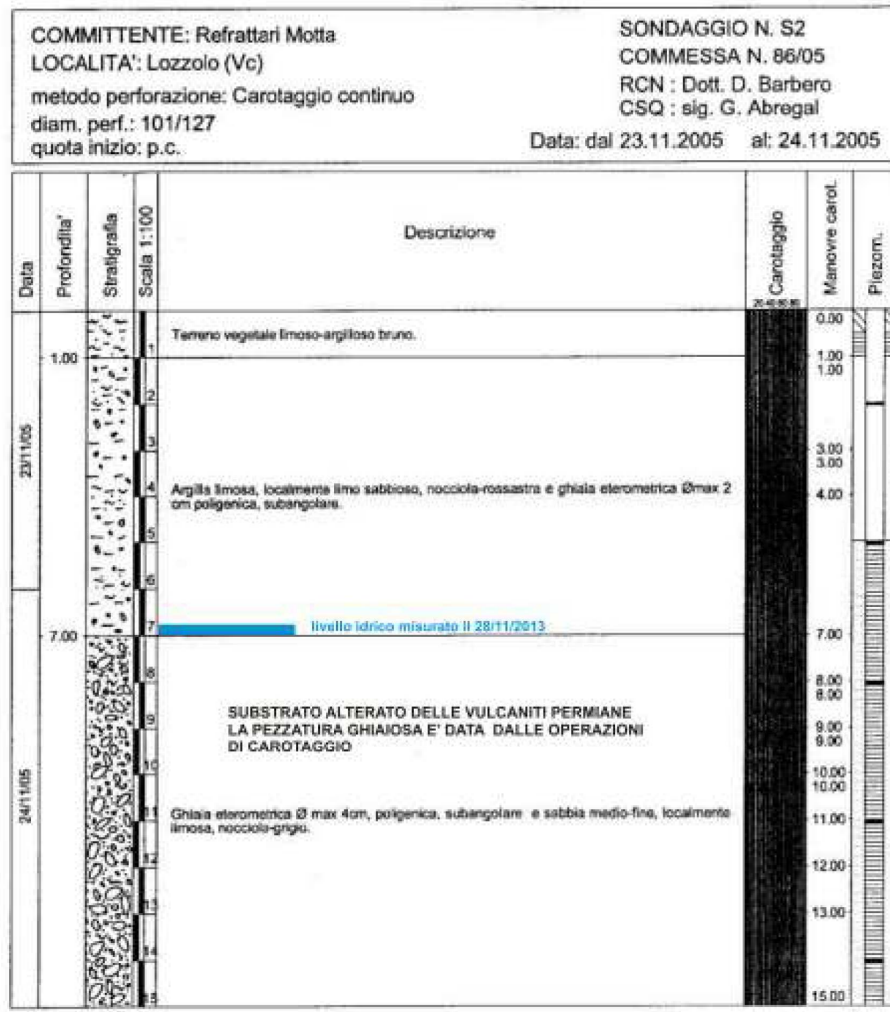 COMMITTENTE: Refrattari Motta
LOCALITA': Lozzolo (Vc)
metodo perforazione: Carotaggio continuo
diam. perf.: 101/127
quota inizio: p.c.
SONDAGGIO N. S2
COMMESSA N. 86/05
RCN : Dott. D. Barbero
CSQ : sig. G. Abregal
Data: dal 23.11.2005 al: 24.11.2005
Data
Profondita'
Stratigrafia
Scala 1:100
Descrizione
Carotaggio
20 40 60 80
Manovre carot.
Piezom.
23/11/05
24/11/05
1.00
7.00
1
2
3
4
5
6
7
8
9
10
11
12
13
14
15
Terreno vegetale limoso-argilloso bruno.
Argilla limosa, localmente limo sabbioso, nocciola-rossastra e ghiaia eterometrica Ømax 2
cm poligenica, subangolare.
livello idrico misurato il 28/11/2013
SUBSTRATO ALTERATO DELLE VULCANITI PERMIANE
LA PEZZATURA GHIAIOSA E' DATA DALLE OPERAZIONI
DI CAROTAGGIO
Ghiaia eterometrica Ø max 4cm, poligenica, subangolare e sabbia medio-fine, localmente
limosa, nocciola-grigia.
0.00
1.00
1.00
3.00
3.00
4.00
7.00
8.00
8.00
9.00
9.00
10.00
10.00
11.00
12.00
13.00
15.00